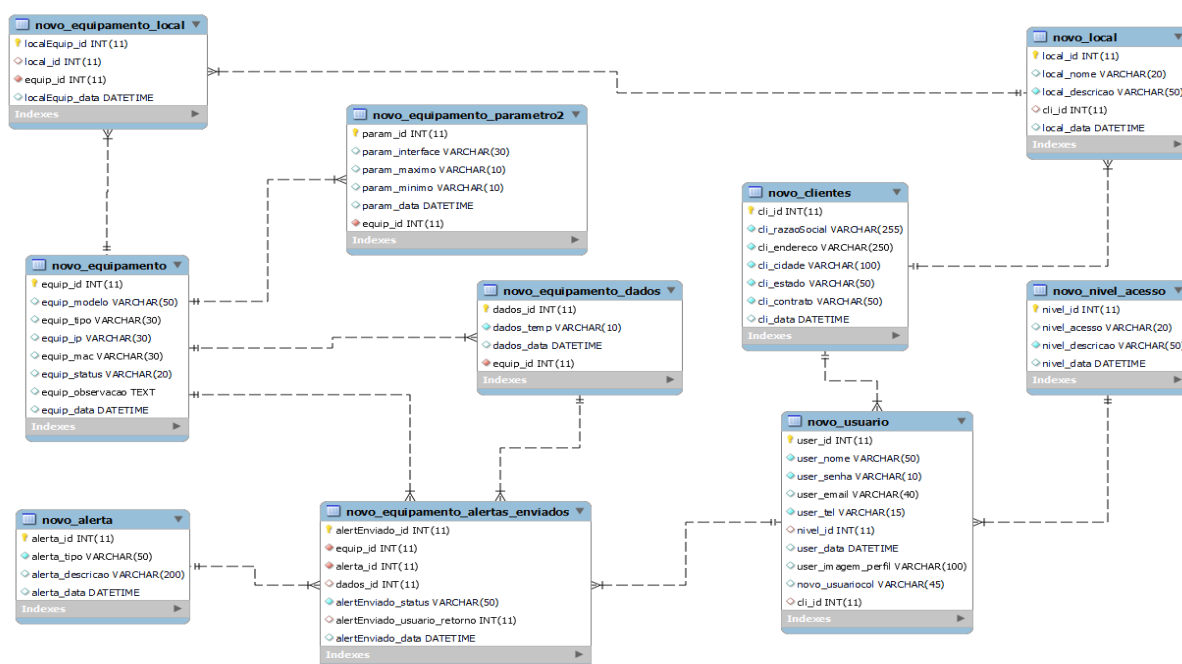 novo_equipamento_local
localEquip_id INT(11)
local_id INT(11)
equip_id INT(11)
localEquip_data DATETIME
Indexes
novo_local
local_id INT(11)
local_nome VARCHAR(20)
local_descricao VARCHAR(50)
cli_id INT(11)
local_data DATETIME
Indexes
novo_equipamento_parametro2
param_id INT(11)
param_interface VARCHAR(30)
param_maximo VARCHAR(10)
param_minimo VARCHAR(10)
param_data DATETIME
equip_id INT(11)
Indexes
novo_clientes
cli_id INT(11)
cli_razaoSocial VARCHAR(255)
cli_endereco VARCHAR(250)
cli_cidade VARCHAR(100)
cli_estado VARCHAR(50)
cli_contrato VARCHAR(50)
cli_data DATETIME
Indexes
novo_equipamento
equip_id INT(11)
equip_modelo VARCHAR(50)
equip_tipo VARCHAR(30)
equip_ip VARCHAR(30)
equip_mac VARCHAR(30)
equip_status VARCHAR(20)
equip_observacao TEXT
equip_data DATETIME
Indexes
novo_equipamento_dados
dados_id INT(11)
dados_temp VARCHAR(10)
dados_data DATETIME
equip_id INT(11)
Indexes
novo_nivel_acesso
nivel_id INT(11)
nivel_acesso VARCHAR(20)
nivel_descricao VARCHAR(50)
nivel_data DATETIME
Indexes
novo_usuario
user_id INT(11)
user_nome VARCHAR(50)
user_senha VARCHAR(10)
user_email VARCHAR(40)
user_tel VARCHAR(15)
nivel_id INT(11)
user_data DATETIME
user_imagem_perfil VARCHAR(100)
novo_usuariocol VARCHAR(45)
cli_id INT(11)
Indexes
novo_alerta
alerta_id INT(11)
alerta_tipo VARCHAR(50)
alerta_descricao VARCHAR(200)
alerta_data DATETIME
Indexes
novo_equipamento_alertas_enviados
alertEnviado_id INT(11)
equip_id INT(11)
alerta_id INT(11)
dados_id INT(11)
alertEnviado_status VARCHAR(50)
alertEnviado_usuario_retorno INT(11)
alertEnviado_data DATETIME
Indexes